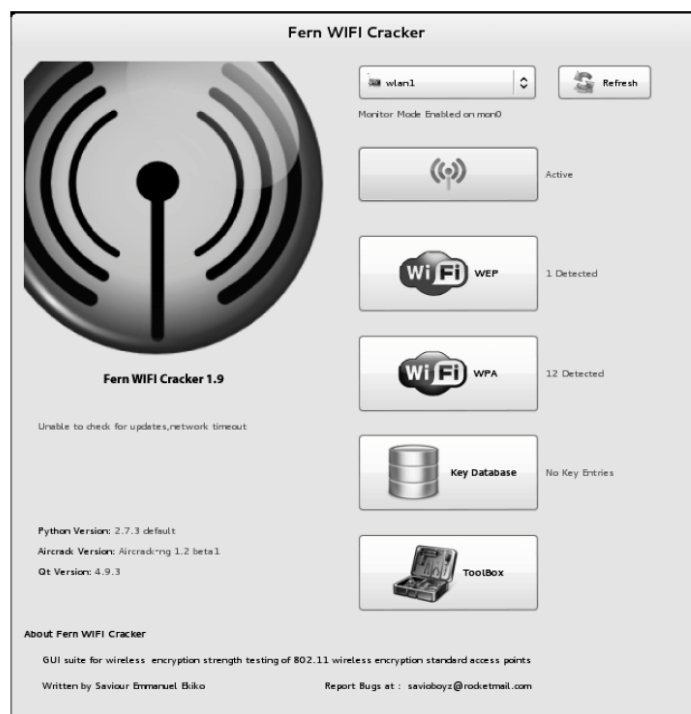 Fern WIFI Cracker
wlan1
Refresh
Monitor Mode Enabled on mon0
Active
WiFi WEP
1 Detected
WiFi WPA
12 Detected
Fern WIFI Cracker 1.9
Unable to check for updates,network timeout
Key Database
No Key Entries
Python Version: 2.7.3 default
Aircrack Version: Aircrack-ng 1.2 beta1
Qt Version: 4.9.3
ToolBox
About Fern WIFI Cracker
GUI suite for wireless encryption strength testing of 802.11 wireless encryption standard access points
Written by Saviour Emmanuel Ekiko
Report Bugs at : savioboyz@rocketmail.com